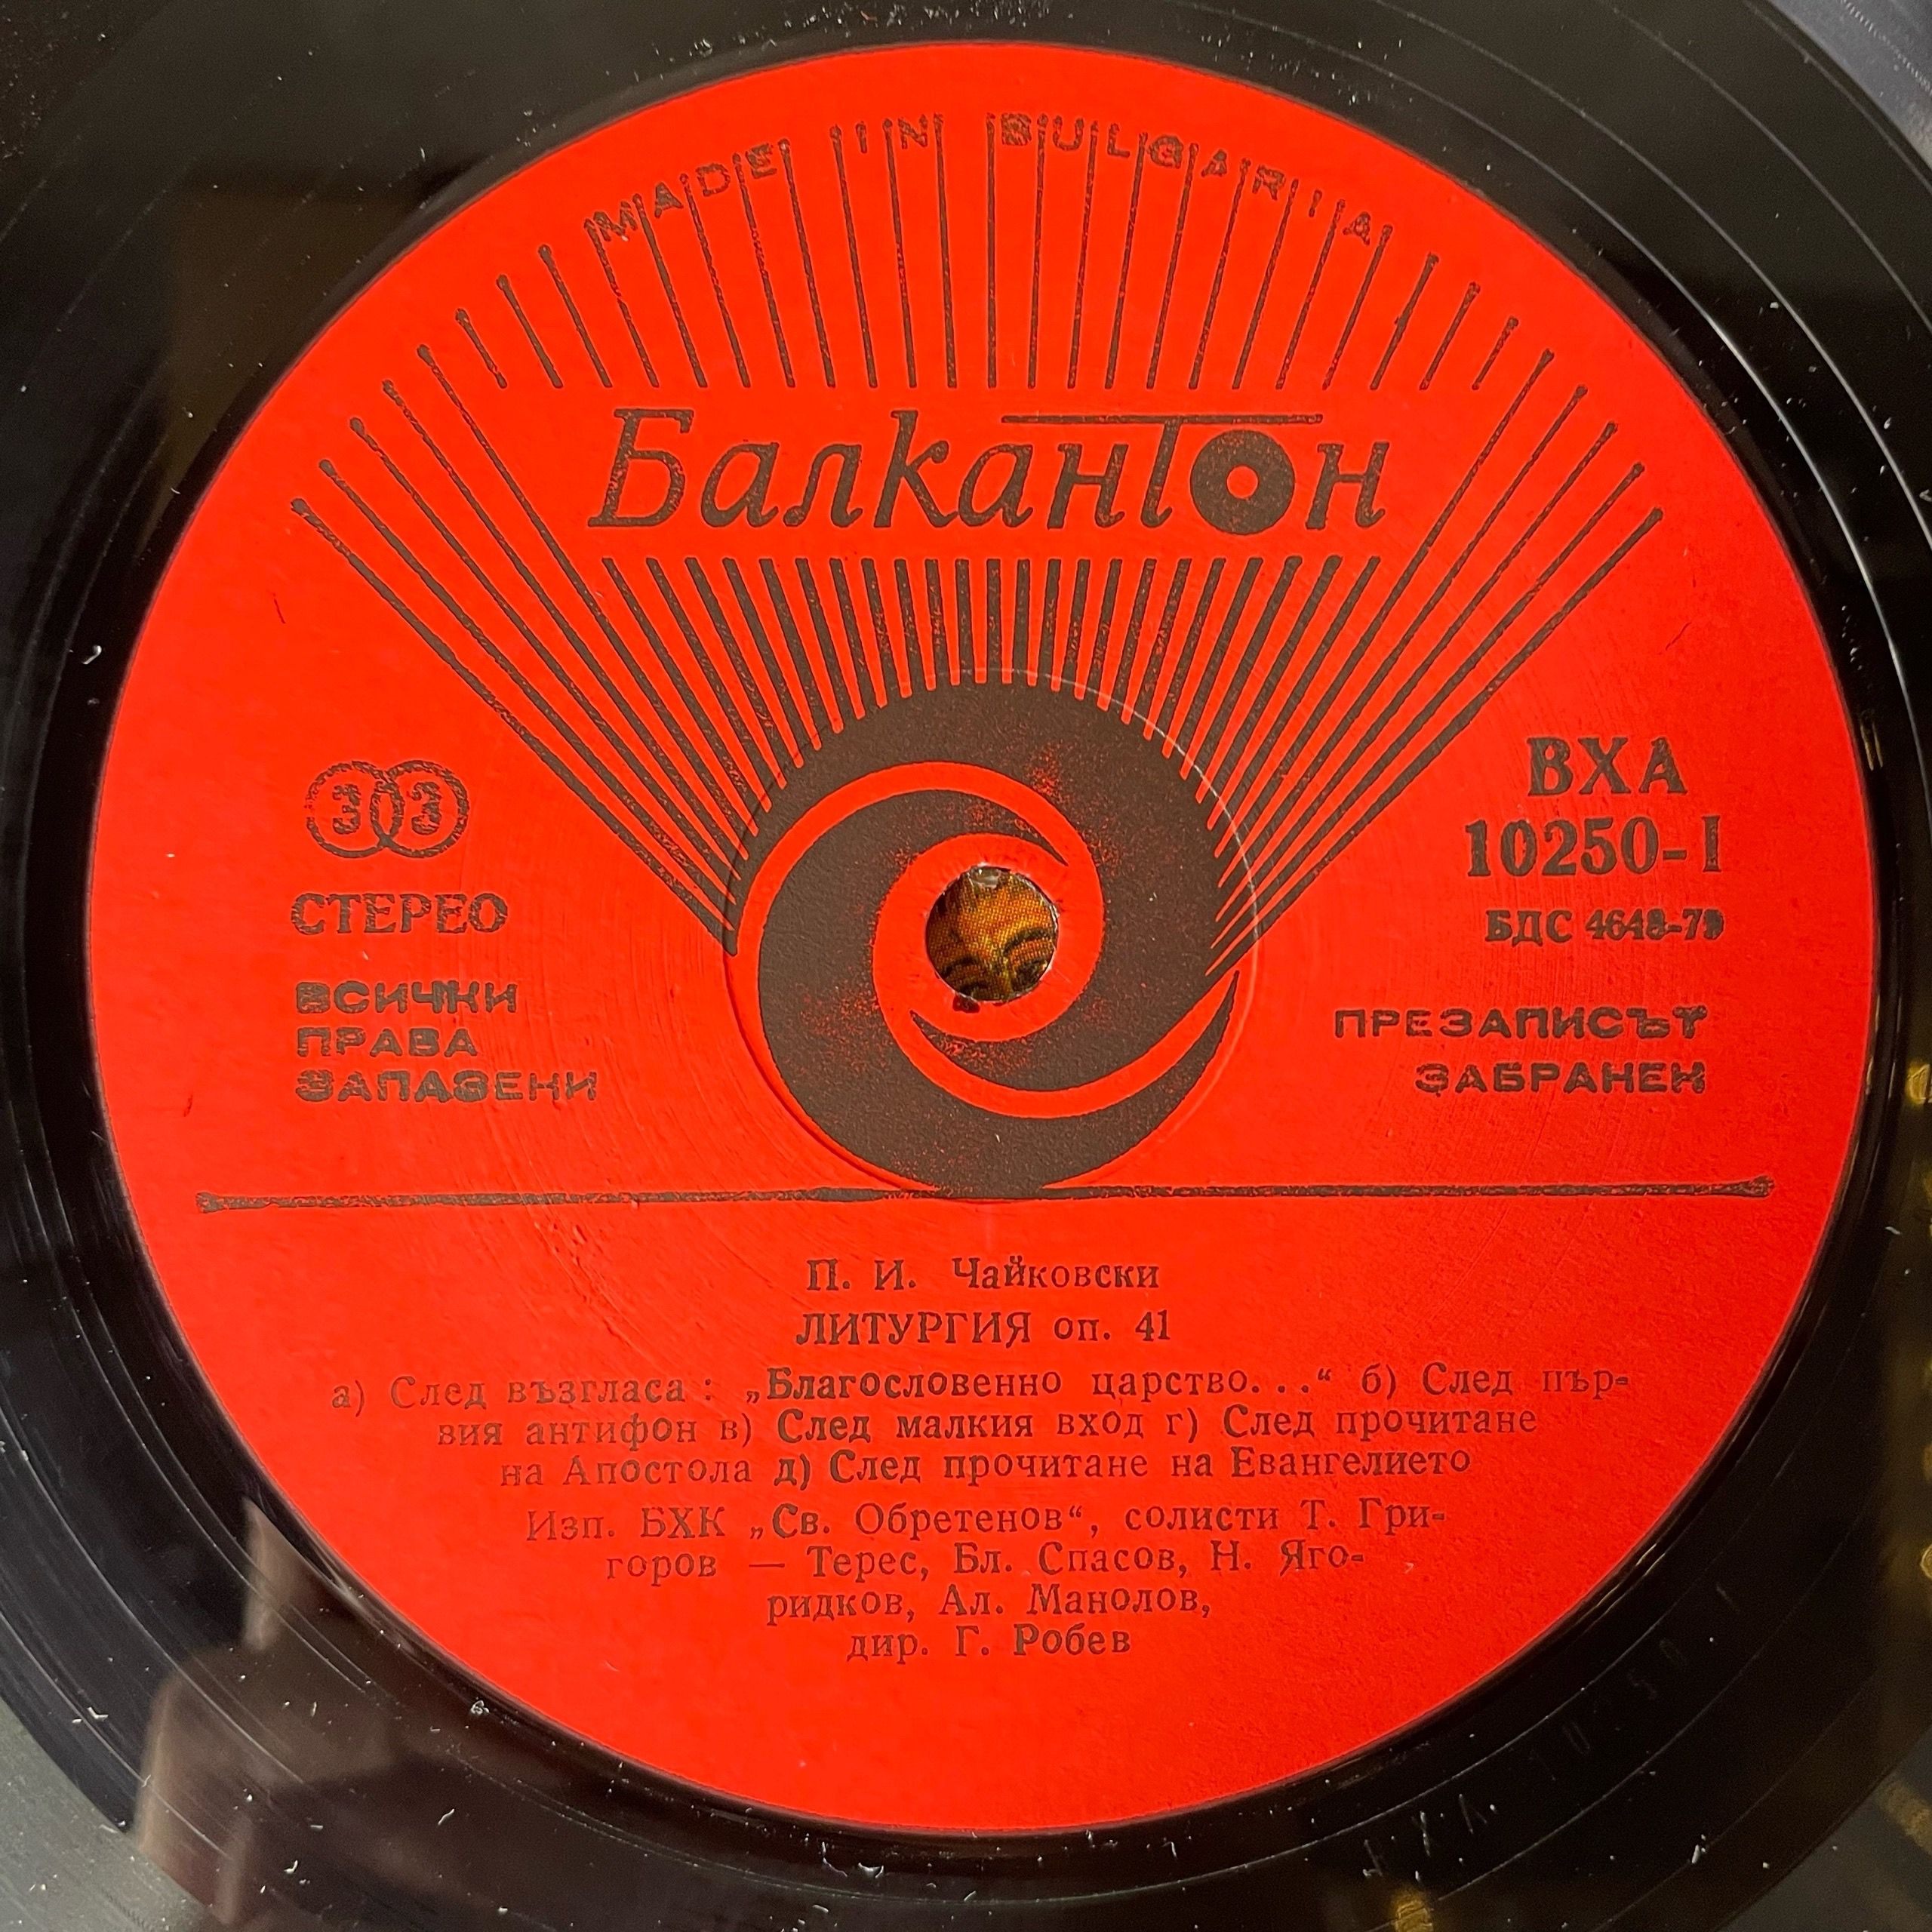 MADE IN BULGARIA
Балкантон
33
СТЕРЕО
ВСИЧКИ
ПРАВА
ЗАПАЗЕНИ
ВХА
10250-I
БДС 4648-79
ПРЕЗАПИСЪТ
ЗАБРАНЕН
П. И. Чайковски
ЛИТУРГИЯ оп. 41
а) След възгласа : „Благословенно царство...“ б) След пър-
вия антифон в) След малкия вход г) След прочитане
на Апостола д) След прочитане на Евангелието
Изп. БХК „Св. Обретенов“, солисти Т. Гри-
горов — Терес, Бл. Спасов, Н. Яго-
ридков, Ал. Манолов,
дир. Г. Робев